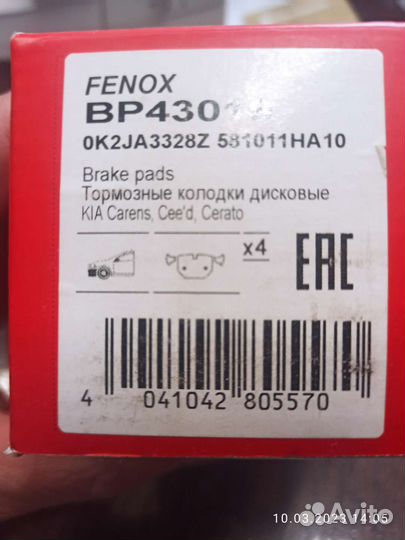 FENOX
0K2JA3328Z 581011HA10
Brake pads
Тормозные колодки дисковые
KIA Carens, Cee'd, Cerato
x4
EAC
4 041042 805570
10.03.2023 14:05
Avito